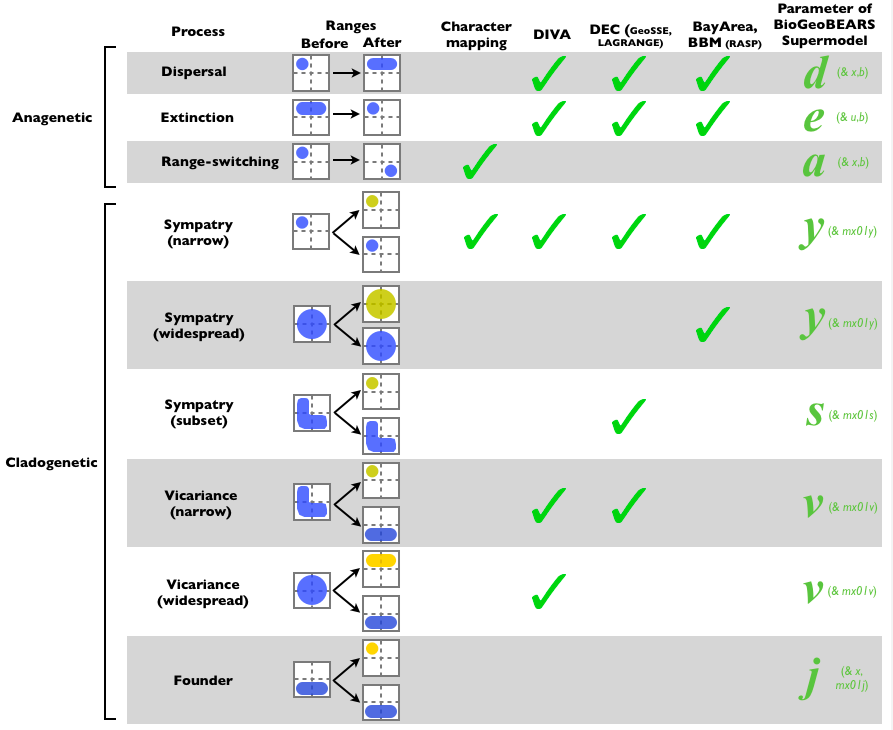 Process
Ranges
Before After
Character
mapping
DIVA
DEC (GeoSSE,
LAGRANGE)
BayArea,
BBM (RASP)
Parameter of
BioGeoBEARS
Supermodel
Anagenetic
Dispersal
d (& x,b)
Extinction
e (& u,b)
Range-switching
a (& x,b)
Cladogenetic
Sympatry
(narrow)
y (& mx01y)
Sympatry
(widespread)
y (& mx01y)
Sympatry
(subset)
s (& mx01s)
Vicariance
(narrow)
v (& mx01v)
Vicariance
(widespread)
v (& mx01v)
Founder
j (& x,
mx01j)